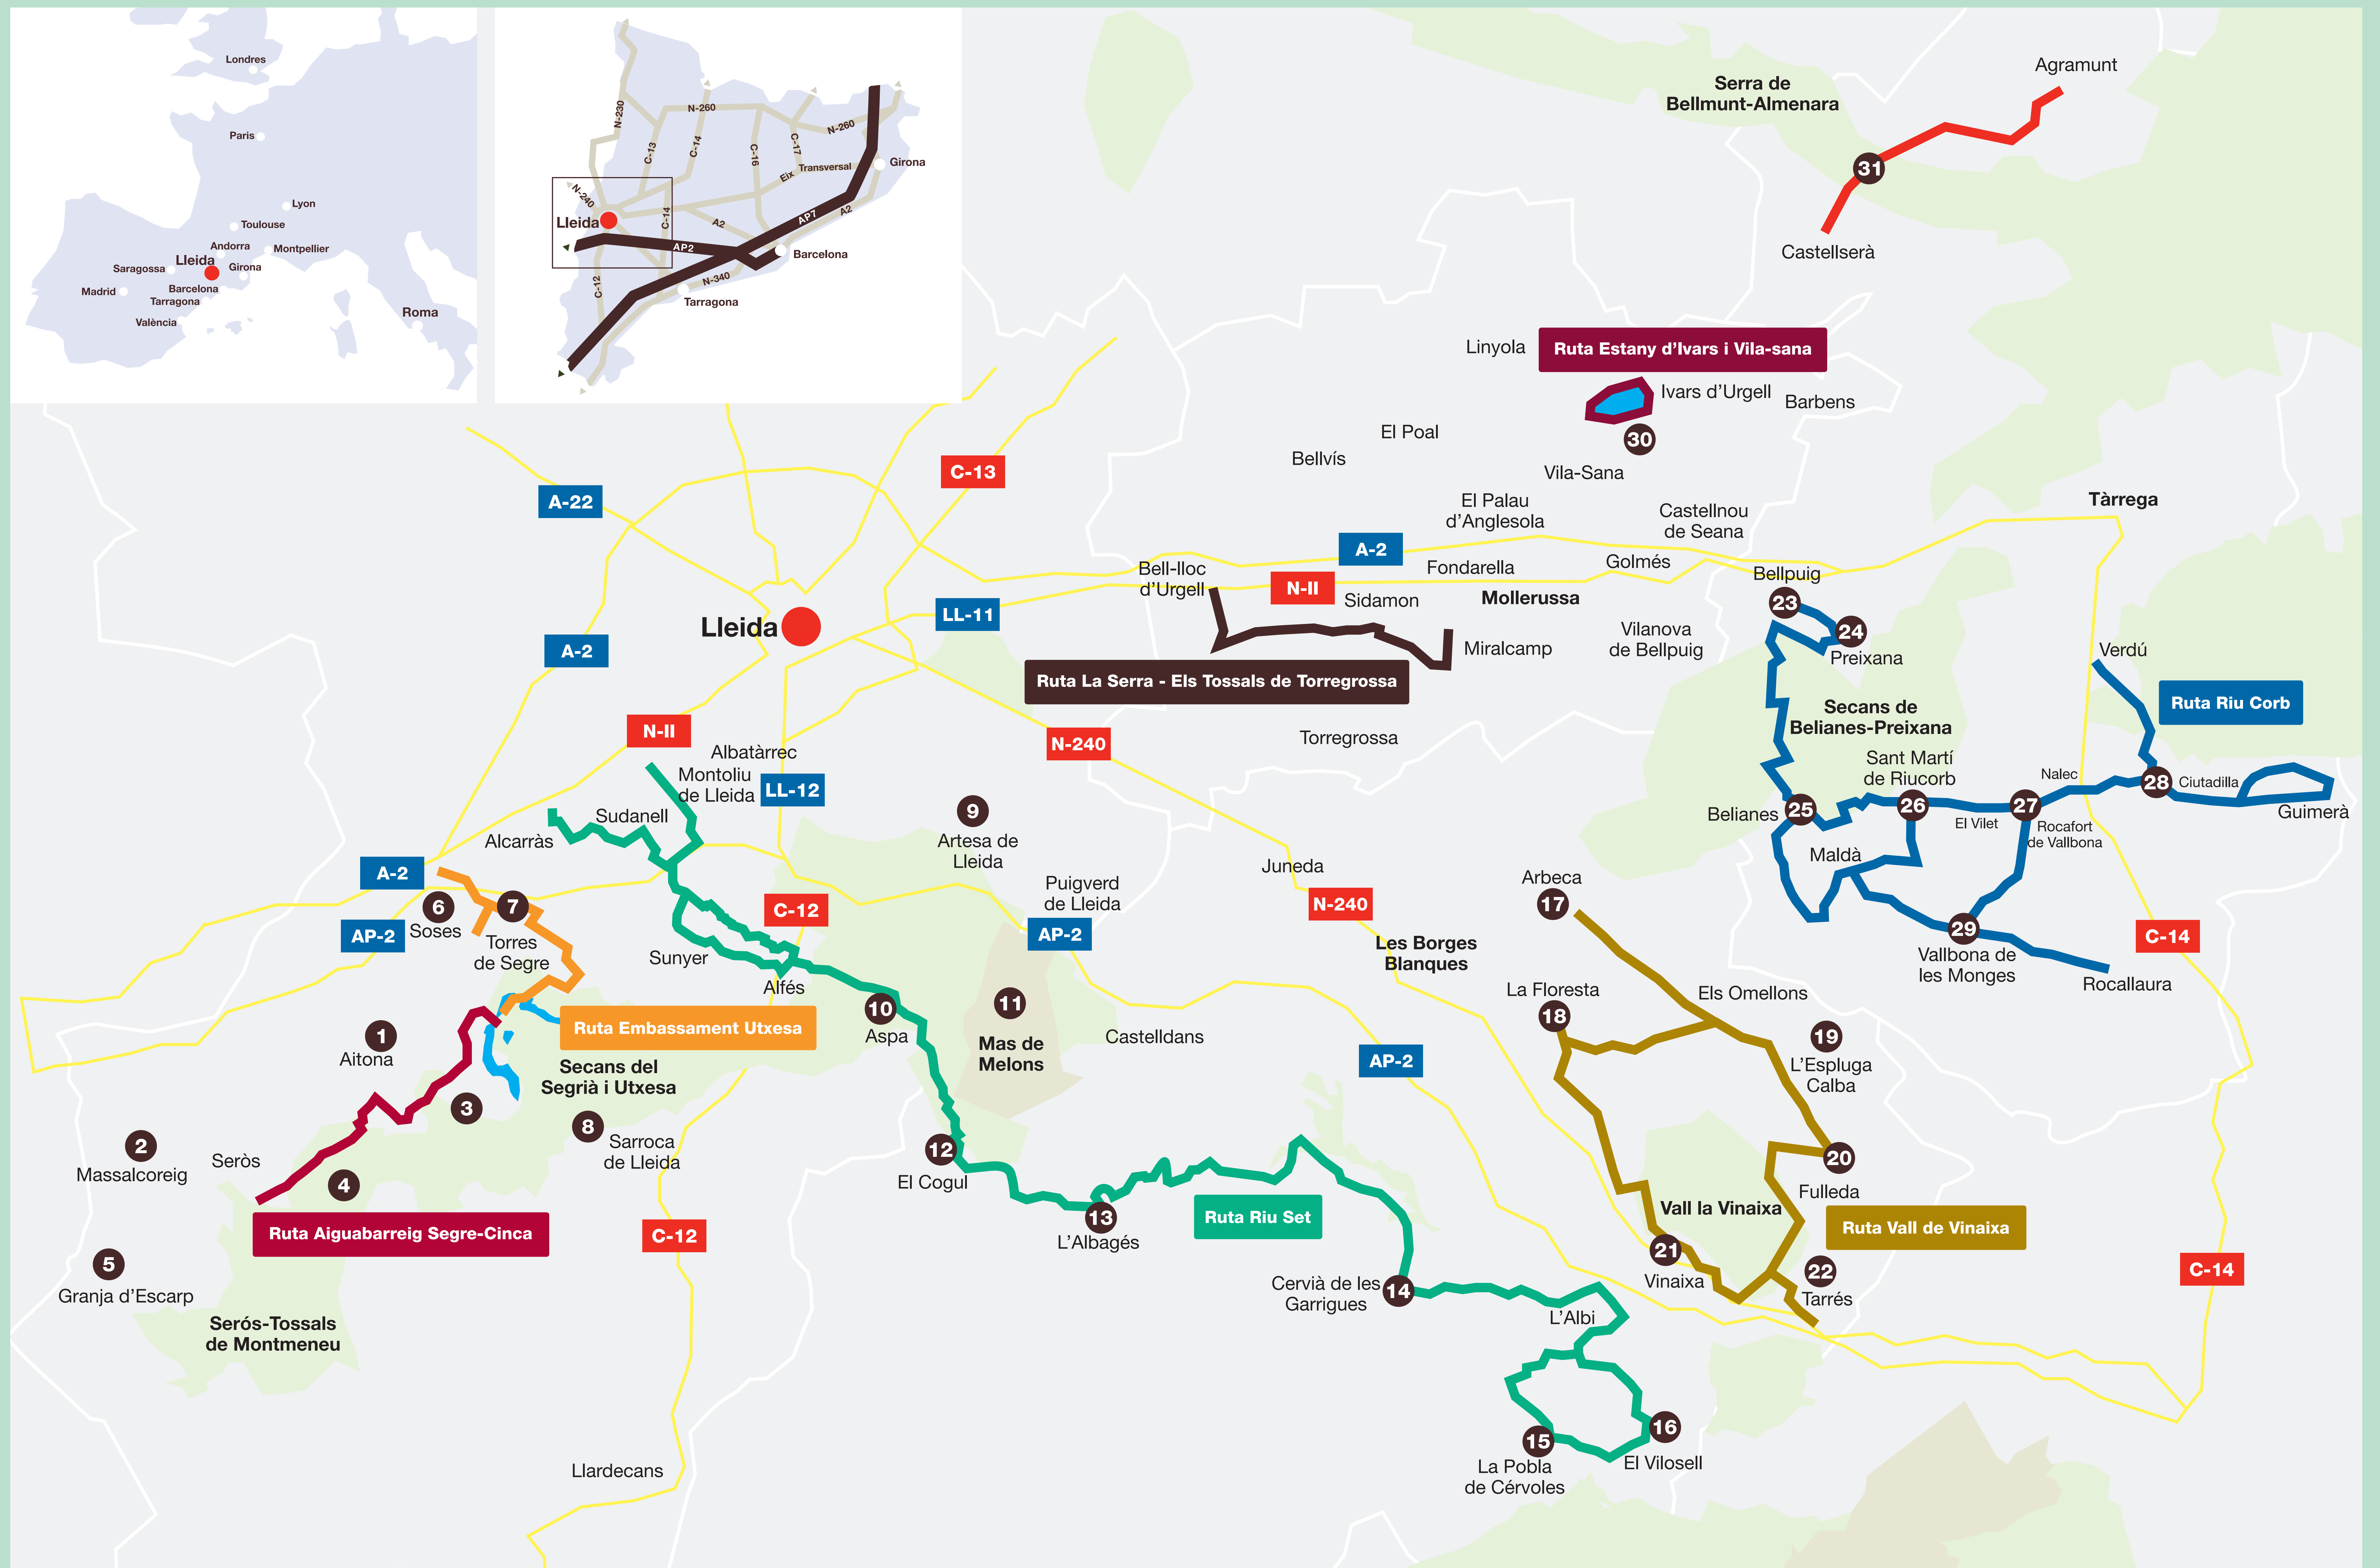 Londres
Paris
Lyon
Toulouse
Andorra
Montpellier
Lleida
Saragossa
Girona
Madrid
Barcelona
Tarragona
València
Roma
N-230
N-260
N-260
C-13
C-14
C-16
C-17
Eix Transversal
Girona
N-240
Lleida
C-14
A2
AP7
A2
AP2
Barcelona
C-12
N-340
Tarragona
Agramunt
Serra de
Bellmunt-Almenara
31
Castellserà
Linyola
Ruta Estany d’Ivars i Vila-sana
Ivars d’Urgell
Barbens
El Poal
30
Bellvís
Vila-Sana
C-13
A-22
El Palau
d’Anglesola
Castellnou
de Seana
Tàrrega
A-2
Bell-lloc
d’Urgell
Fondarella
Golmés
Bellpuig
N-II
Sidamon
Mollerussa
23
LL-11
Lleida
24
Vilanova
de Bellpuig
Preixana
A-2
Miralcamp
Verdú
Ruta La Serra - Els Tossals de Torregrossa
Ruta Riu Corb
Secans de
Belianes-Preixana
N-II
Albatàrrec
N-240
Torregrossa
Sant Martí
de Riucorb
Nalec
28
Ciutadilla
Montoliu
de Lleida
LL-12
Guimerà
Sudanell
9
Belianes
25
26
El Vilet
27
Rocafort
de Vallbona
Alcarràs
Artesa de
Lleida
Maldà
A-2
Juneda
Arbeca
17
Puigverd
de Lleida
6
Soses
7
C-12
N-240
AP-2
AP-2
29
C-14
Torres
de Segre
Les Borges
Blanques
Vallbona de
les Monges
Sunyer
Rocallaura
Alfés
La Floresta
18
Els Omellons
10
Aspa
11
Mas de
Melons
Ruta Embassament Utxesa
1
Aitona
Castelldans
19
L’Espluga
Calba
Secans del
Segrià i Utxesa
AP-2
3
8
Sarroca
de Lleida
2
Massalcoreig
Seròs
12
El Cogul
20
Fulleda
4
Vall la Vinaixa
Ruta Riu Set
13
L’Albagés
Ruta Vall de Vinaixa
Ruta Aiguabarreig Segre-Cinca
C-12
21
Vinaixa
22
Tarrés
C-14
5
Granja d’Escarp
Cervià de les
Garrigues
14
L’Albi
Serós-Tossals
de Montmeneu
15
La Pobla
de Cérvoles
16
El Vilosell
Llardecans